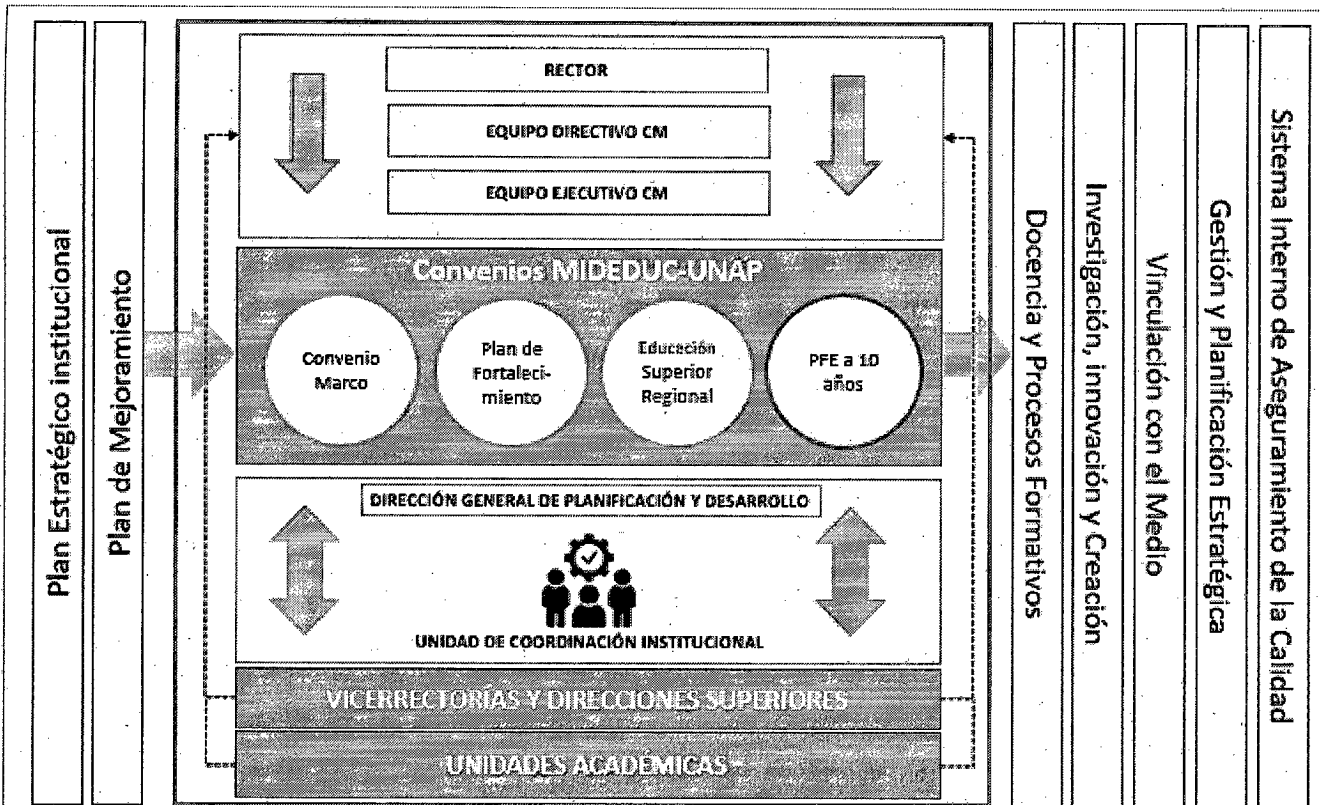 Plan Estratégico institucional
Plan de Mejoramiento
RECTOR
EQUIPO DIRECTIVO CM
EQUIPO EJECUTIVO CM
Convenios MIDEDUC-UNAP
Convenio
Marco
Plan de
Fortaleci-
miento
Educación
Superior
Regional
PFE a 10
años
DIRECCIÓN GENERAL DE PLANIFICACIÓN Y DESARROLLO
UNIDAD DE COORDINACIÓN INSTITUCIONAL
VICERRECTORÍAS Y DIRECCIONES SUPERIORES
UNIDADES ACADÉMICAS
Docencia y Procesos Formativos
Investigación, innovación y Creación
Vinculación con el Medio
Gestión y Planificación Estratégica
Sistema Interno de Aseguramiento de la Calidad